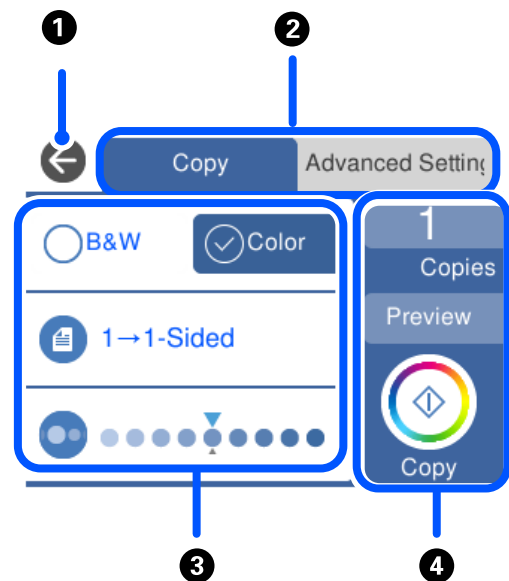 1
2
Copy
Advanced Setting
1
B&W
Color
Copies
1→1-Sided
Preview
Copy
3
4